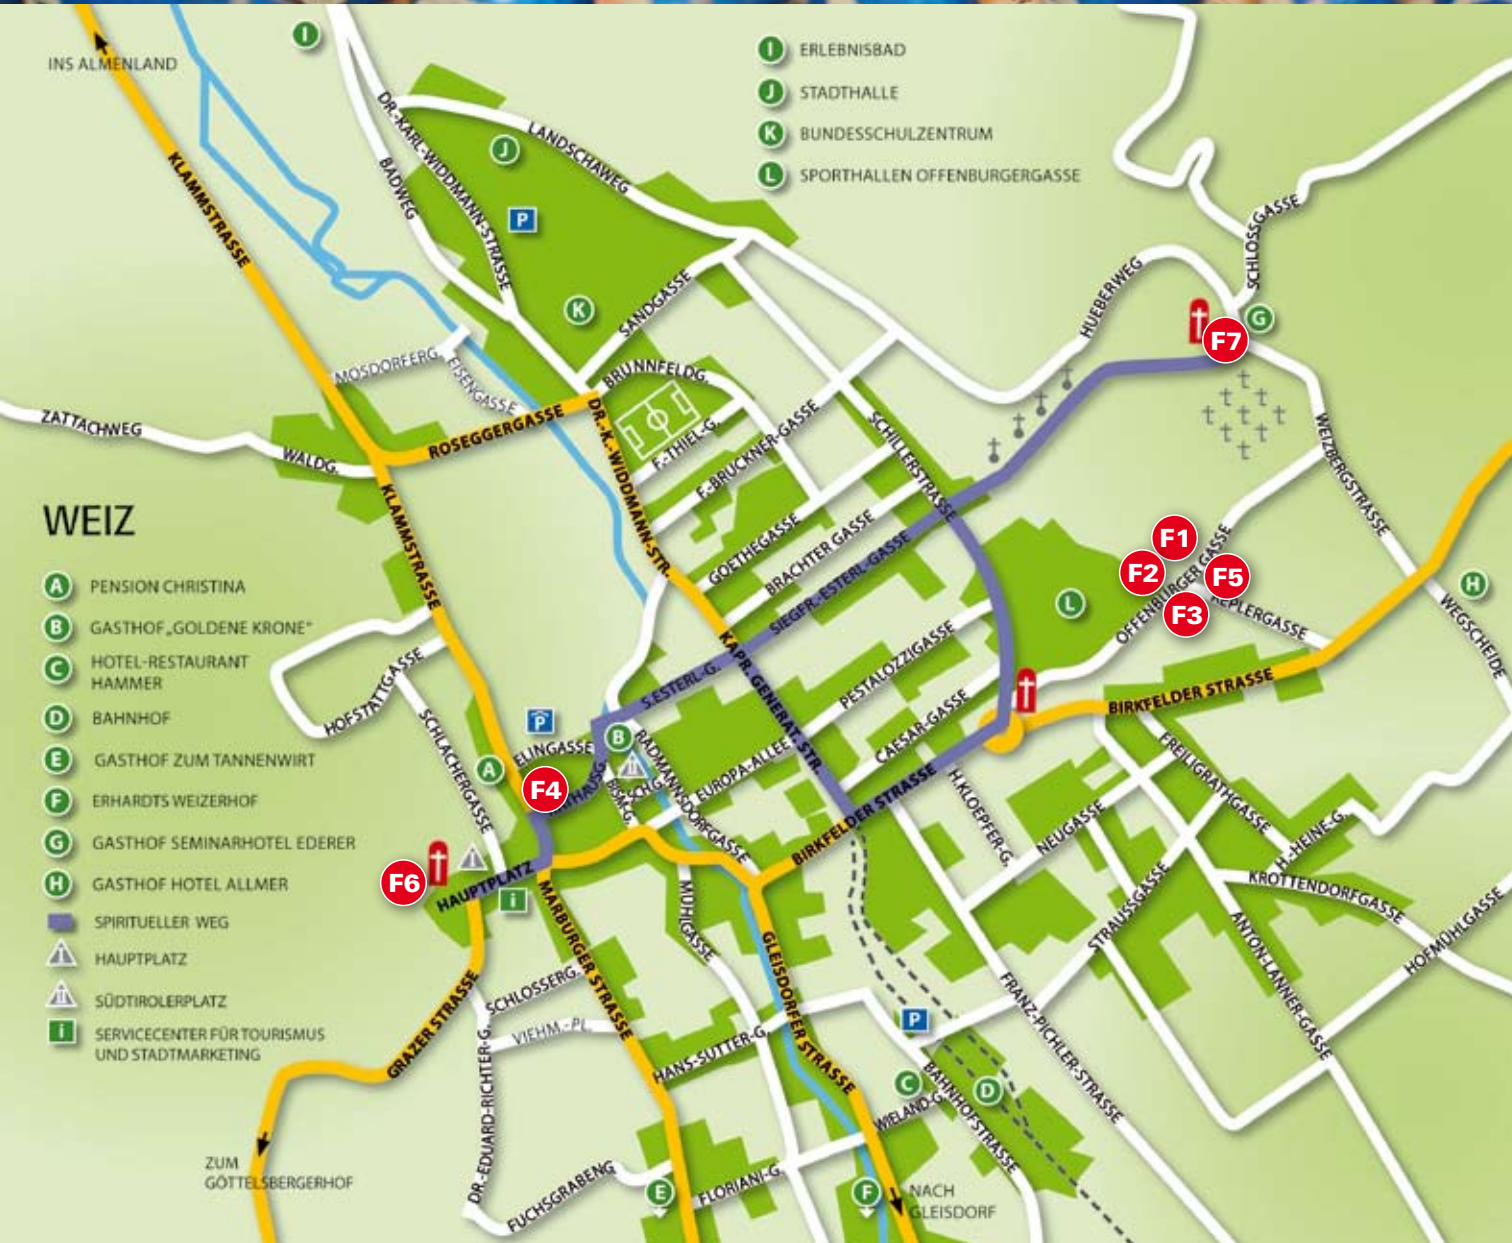 I
INS ALMENLAND
I ERLEBNISBAD
J STADTHALLE
K BUNDESSCHULZENTRUM
L SPORTHALLEN OFFENBURGERGASSE
DR.-KARL-WIDDMANN-STRASSE
LANDSCHAWEG
J
KLAMMSTRASSE
BADWEG
P
SCHLOSSGASSE
HUEBERWEG
SANDGASSE
K
G
F7
MOSDORFERG.
EISENGASSE
BRUNNFELDG.
ZATTACHWEG
WALDG.
ROSEGGERGASSE
DR.-K.-WIDDMANN-STR.
F.-THIEL-G.
F.-BRUCKNER-GASSE
SCHILLERSTRASSE
WEIZBERGSTRASSE
KLAMMSTRASSE
GOETHEGASSE
BRACHTER GASSE
SIEGFR.-ESTERL-GASSE
F1
F2
F5
F3
OFFENBURGER GASSE
KEPLERGASSE
H
WEGSCHEIDE
L
WEIZ
A PENSION CHRISTINA
B GASTHOF „GOLDENE KRONE“
C HOTEL-RESTAURANT
HAMMER
D BAHNHOF
E GASTHOF ZUM TANNENWIRT
F ERHARDTS WEIZERHOF
G GASTHOF SEMINARHOTEL EDERER
H GASTHOF HOTEL ALLMER
SPIRITUELLER WEG
I HAUPTPLATZ
II SÜDTIROLERPLATZ
i SERVICECENTER FÜR TOURISMUS
UND STADTMARKETING
HOFSTATTGASSE
SCHLACHERGASSE
S.ESTERL-G.
KAPR. GENERAT. STR.
PESTALOZZIGASSE
CAESAR-GASSE
BIRKFELDER STRASSE
P
ELINGASSE
B
A
F4
RADMANNSDORFGASSE
II
BISM.G.
EUROPA-ALLEE
BIRKFELDER STRASSE
H.KLOEPFER-G.
NEUGASSE
FREILIGRATHGASSE
H.-HEINE-G.
KROTTENDORFGASSE
STRAUSSGASSE
ANTON-LANNER-GASSE
HOFMÜHLGASSE
F6
I
HAUPTPLATZ
i
MARBURGER STRASSE
MÜHLGASSE
GLEISDORFER STRASSE
FRANZ-PICHLER-STRASSE
GRAZER STRASSE
SCHLOSSERG.
VIEHM.-PL.
DR.-EDUARD-RICHTER-G.
HANS-SUTTER-G.
P
C
D
BAHNHOFSTRASSE
WIELAND-G.
ZUM
GÖTTELSBERGERHOF
FUCHSGRABENG.
E
FLORIANI-G.
F
NACH
GLEISDORF